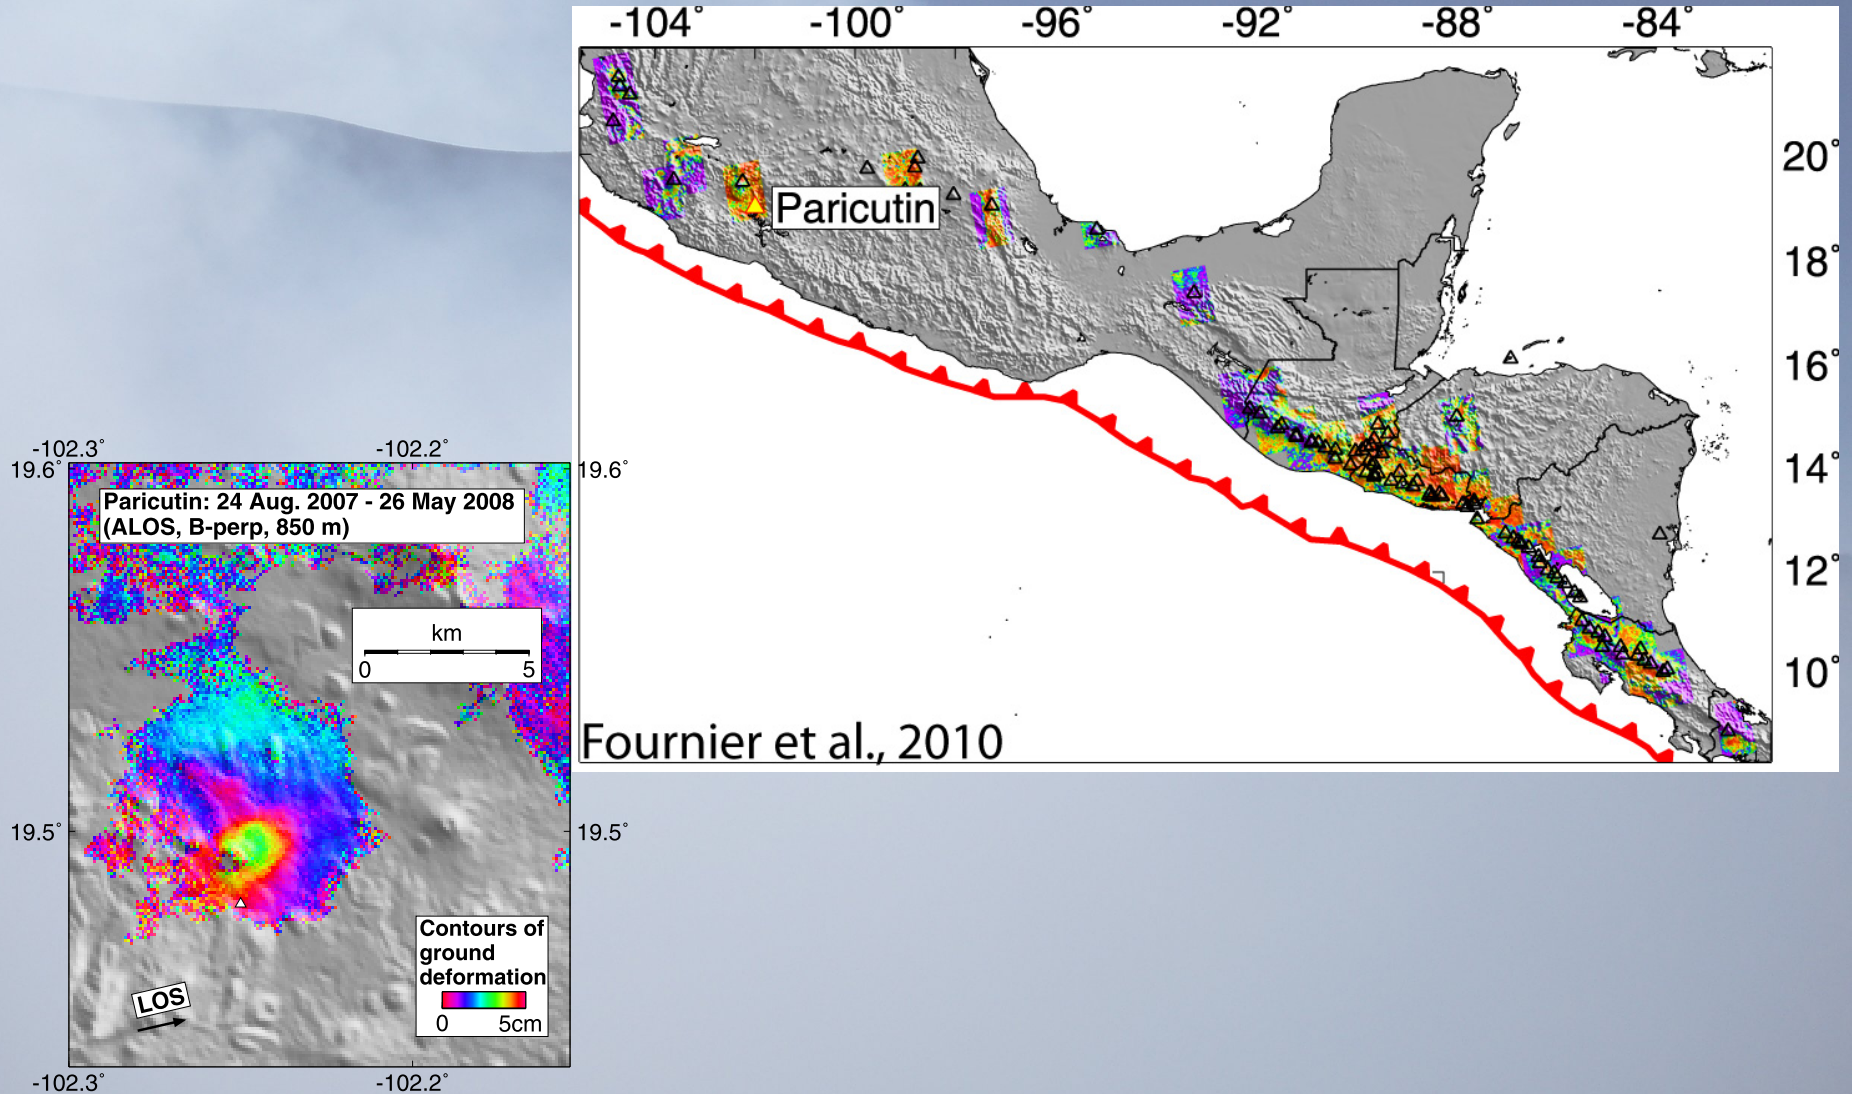 -104° -100° -96° -92° -88° -84°
20°
Paricutin
18°
16°
14°
12°
10°
Fournier et al., 2010
-102.3° -102.2°
19.6° 19.6°
Paricutin: 24 Aug. 2007 - 26 May 2008
(ALOS, B-perp, 850 m)
km
0 5
19.5° 19.5°
Contours of
ground
deformation
LOS
0 5cm
-102.3° -102.2°